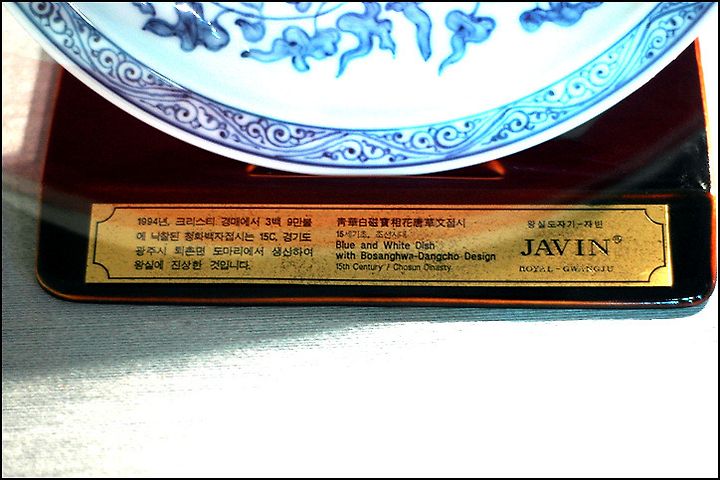 1994년, 크리스티 경매에서 3백 9만불
에 낙찰된 청화백자접시는 15C, 경기도
광주시 퇴촌면 도마리에서 생산하여
왕실에 진상한 것입니다.
靑華白磁寶相花唐草文접시
15세기초, 조선시대
Blue and White Dish
with Bosanghwa-Dangcho Design
15th Century / Chosun Dinasty
왕실도자기-자빈
JAVIN®
ROYAL-GWANGJU